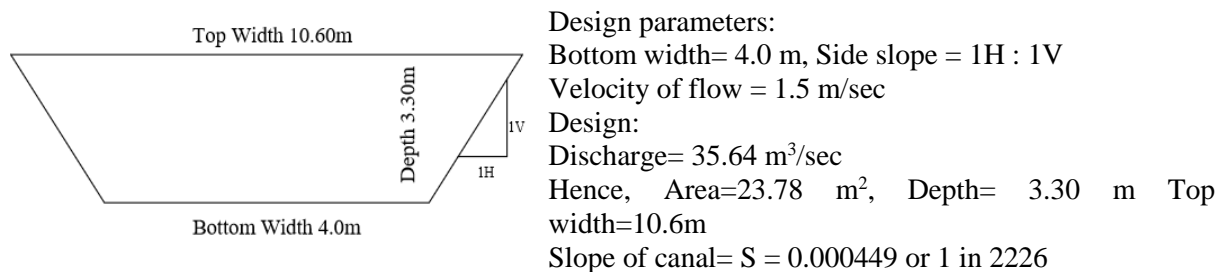 Top Width 10.60m
Depth 3.30m
1V
1H
Bottom Width 4.0m
Design parameters:
Bottom width= 4.0 m, Side slope = 1H : 1V
Velocity of flow = 1.5 m/sec
Design:
Discharge= 35.64 m³/sec
Hence, Area=23.78 m², Depth= 3.30 m Top
width=10.6m
Slope of canal= S = 0.000449 or 1 in 2226